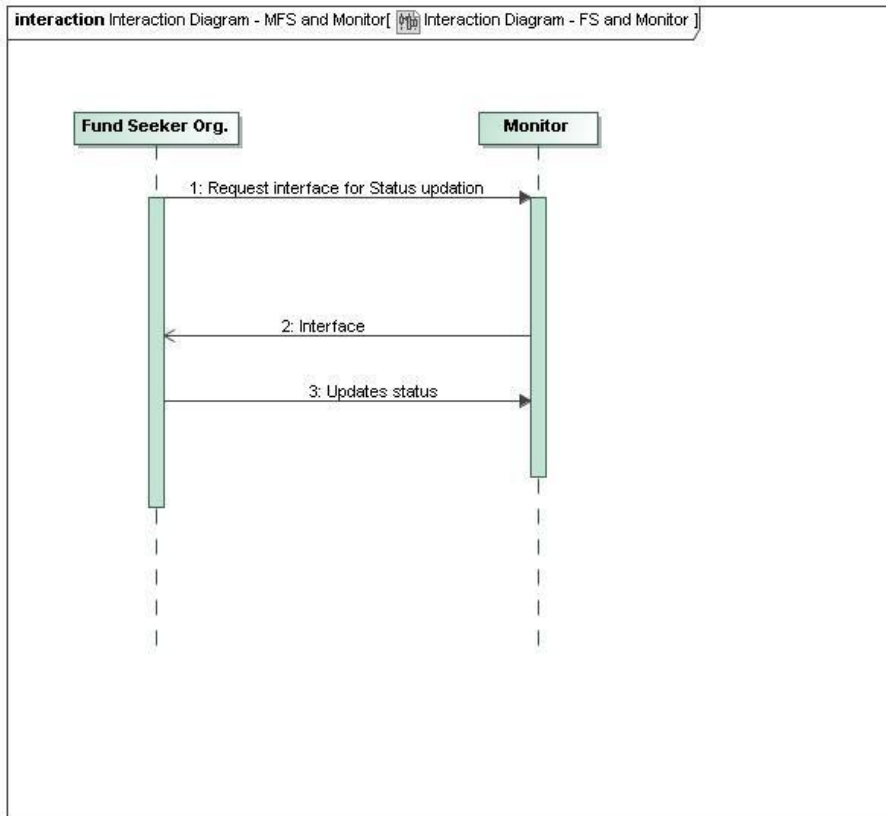 interaction Interaction Diagram - MFS and Monitor[ Interaction Diagram - FS and Monitor ]
Fund Seeker Org.
Monitor
1: Request interface for Status updation
2: Interface
3: Updates status